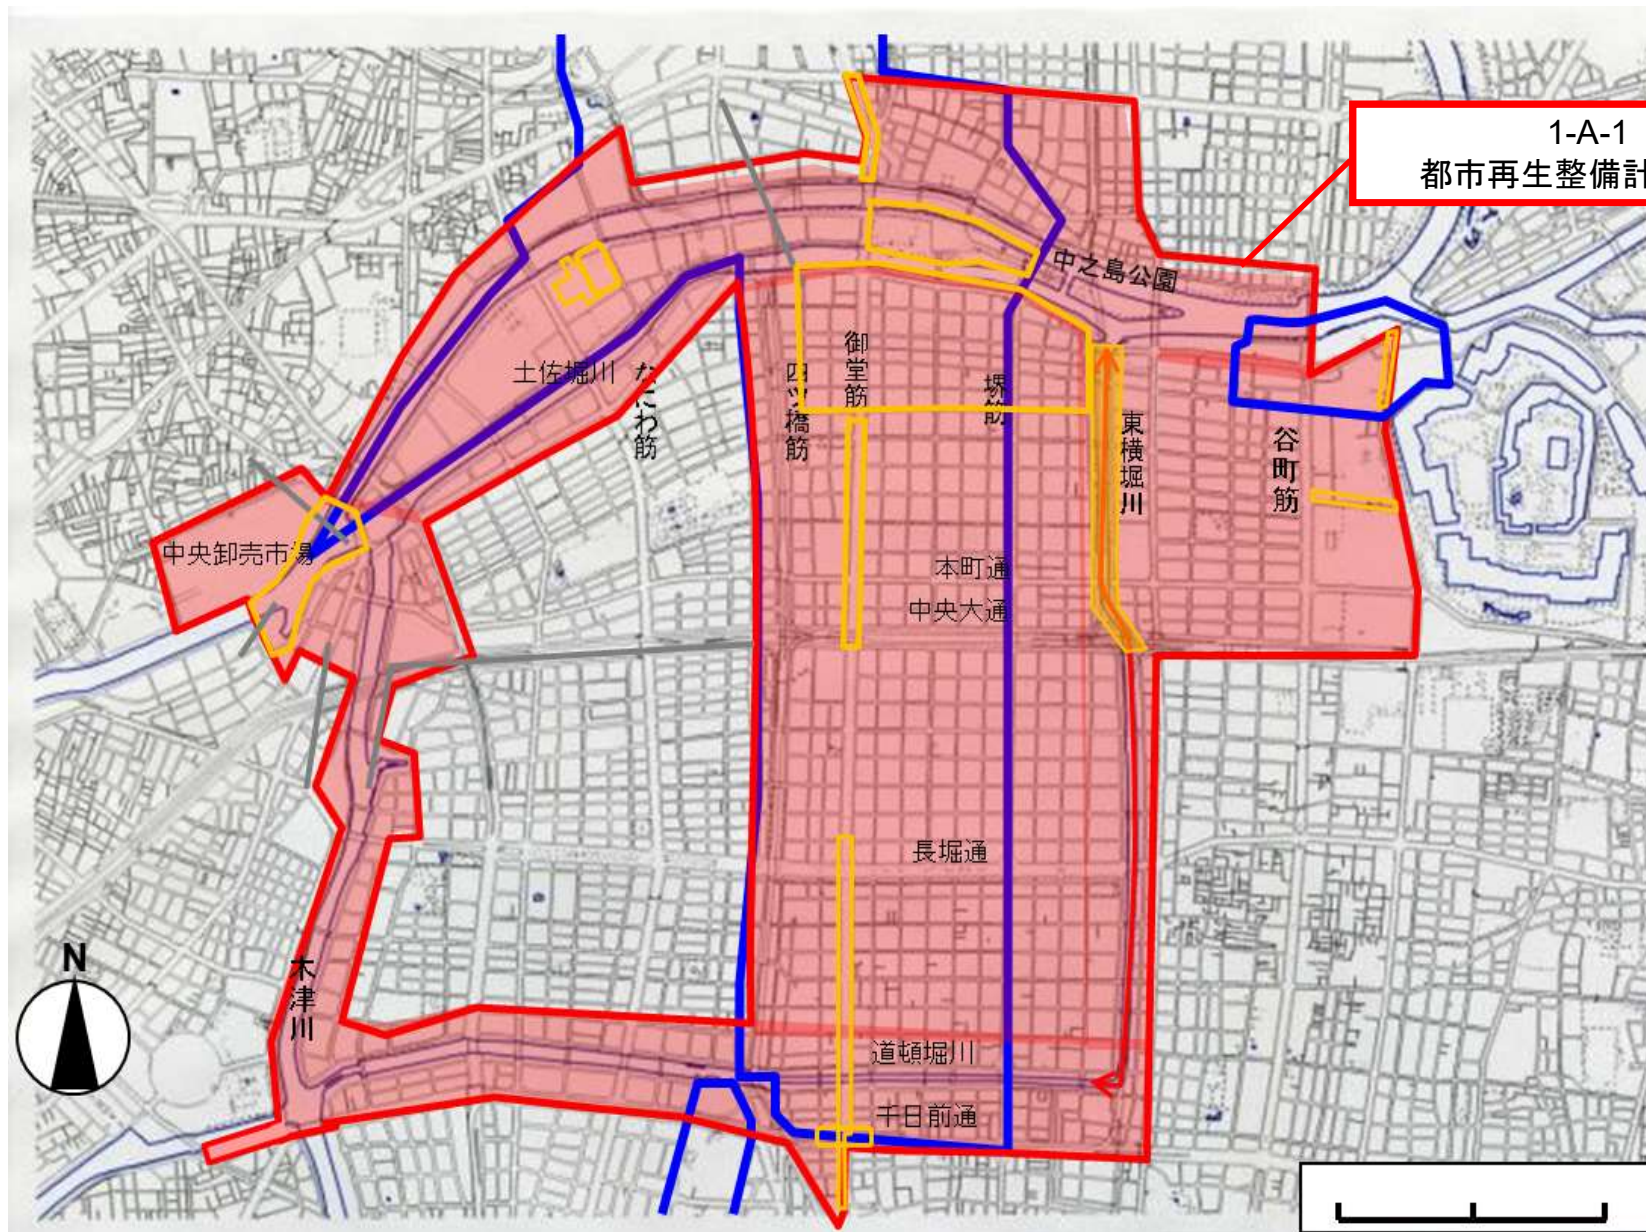 1-A-1
都市再生整備計
中之島公園
御堂筋
土佐堀川
なにわ筋
四ツ橋筋
堺筋
東横堀川
谷町筋
中央卸売市場
本町通
中央大通
長堀通
N
木津川
道頓堀川
千日前通